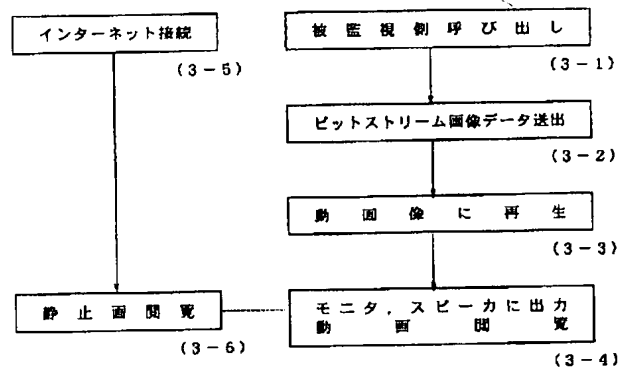 インターネット接続
(3-5)
被監視側呼び出し
(3-1)
ビットストリーム画像データ送出
(3-2)
動画像に再生
(3-3)
静止画閲覧
(3-6)
モニタ,スピーカに出力
動画閲覧
(3-4)